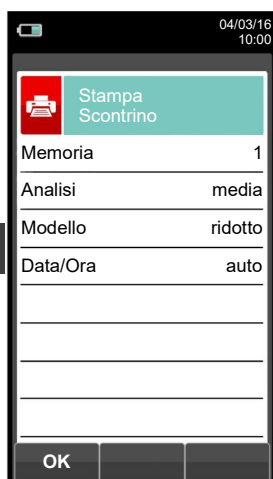 04/03/16
10:00
Stampa
Scontrino
Memoria 1
Analisi media
Modello ridotto
Data/Ora auto
OK